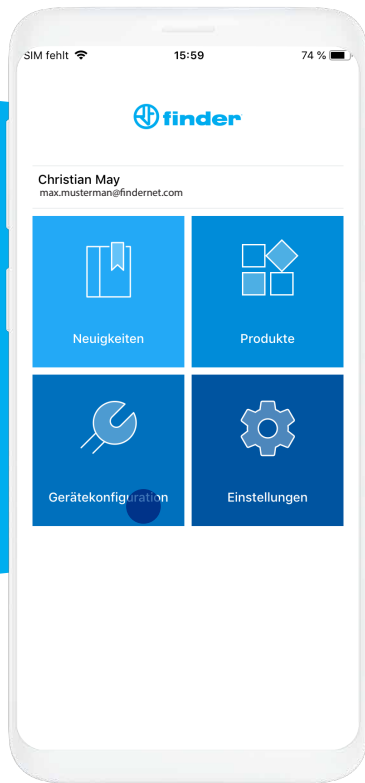 SIM fehlt 15:59 74 %
finder
Christian May
max.musterman@findernet.com
Neuigkeiten Produkte
Gerätekonfiguration Einstellungen